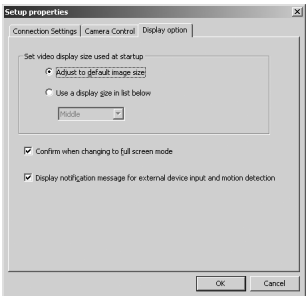 Setup properties
Connection Settings
Camera Control
Display option
Set video display size used at startup
Adjust to default image size
Use a display size in list below
Middle
Confirm when changing to full screen mode
Display notification message for external device input and motion detection
OK
Cancel